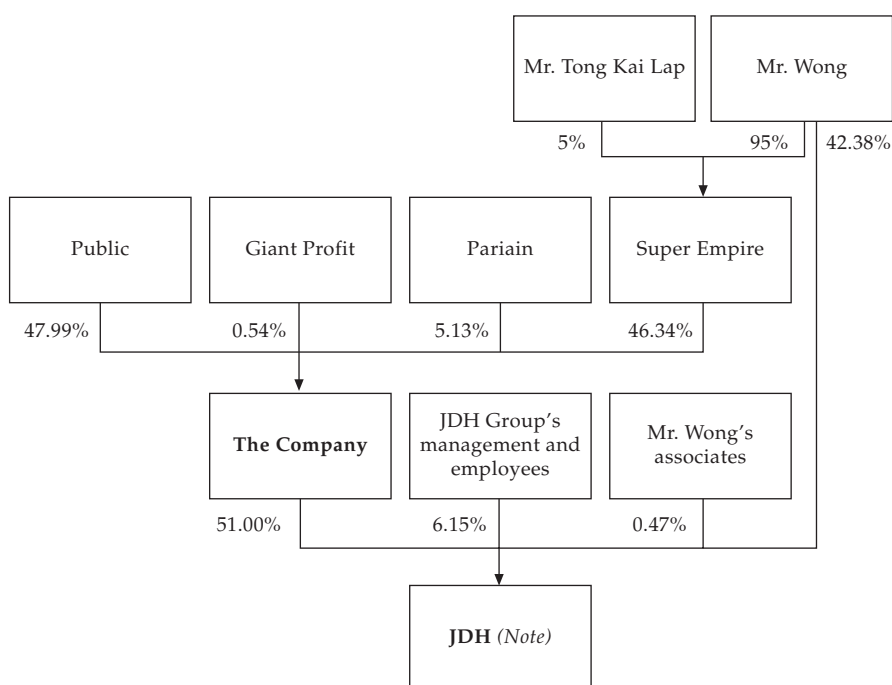 Mr. Tong Kai Lap
Mr. Wong
5%
95%
42.38%
Public
Giant Profit
Pariain
Super Empire
47.99%
0.54%
5.13%
46.34%
The Company
JDH Group's
management and
employees
Mr. Wong's
associates
51.00%
6.15%
0.47%
JDH (Note)